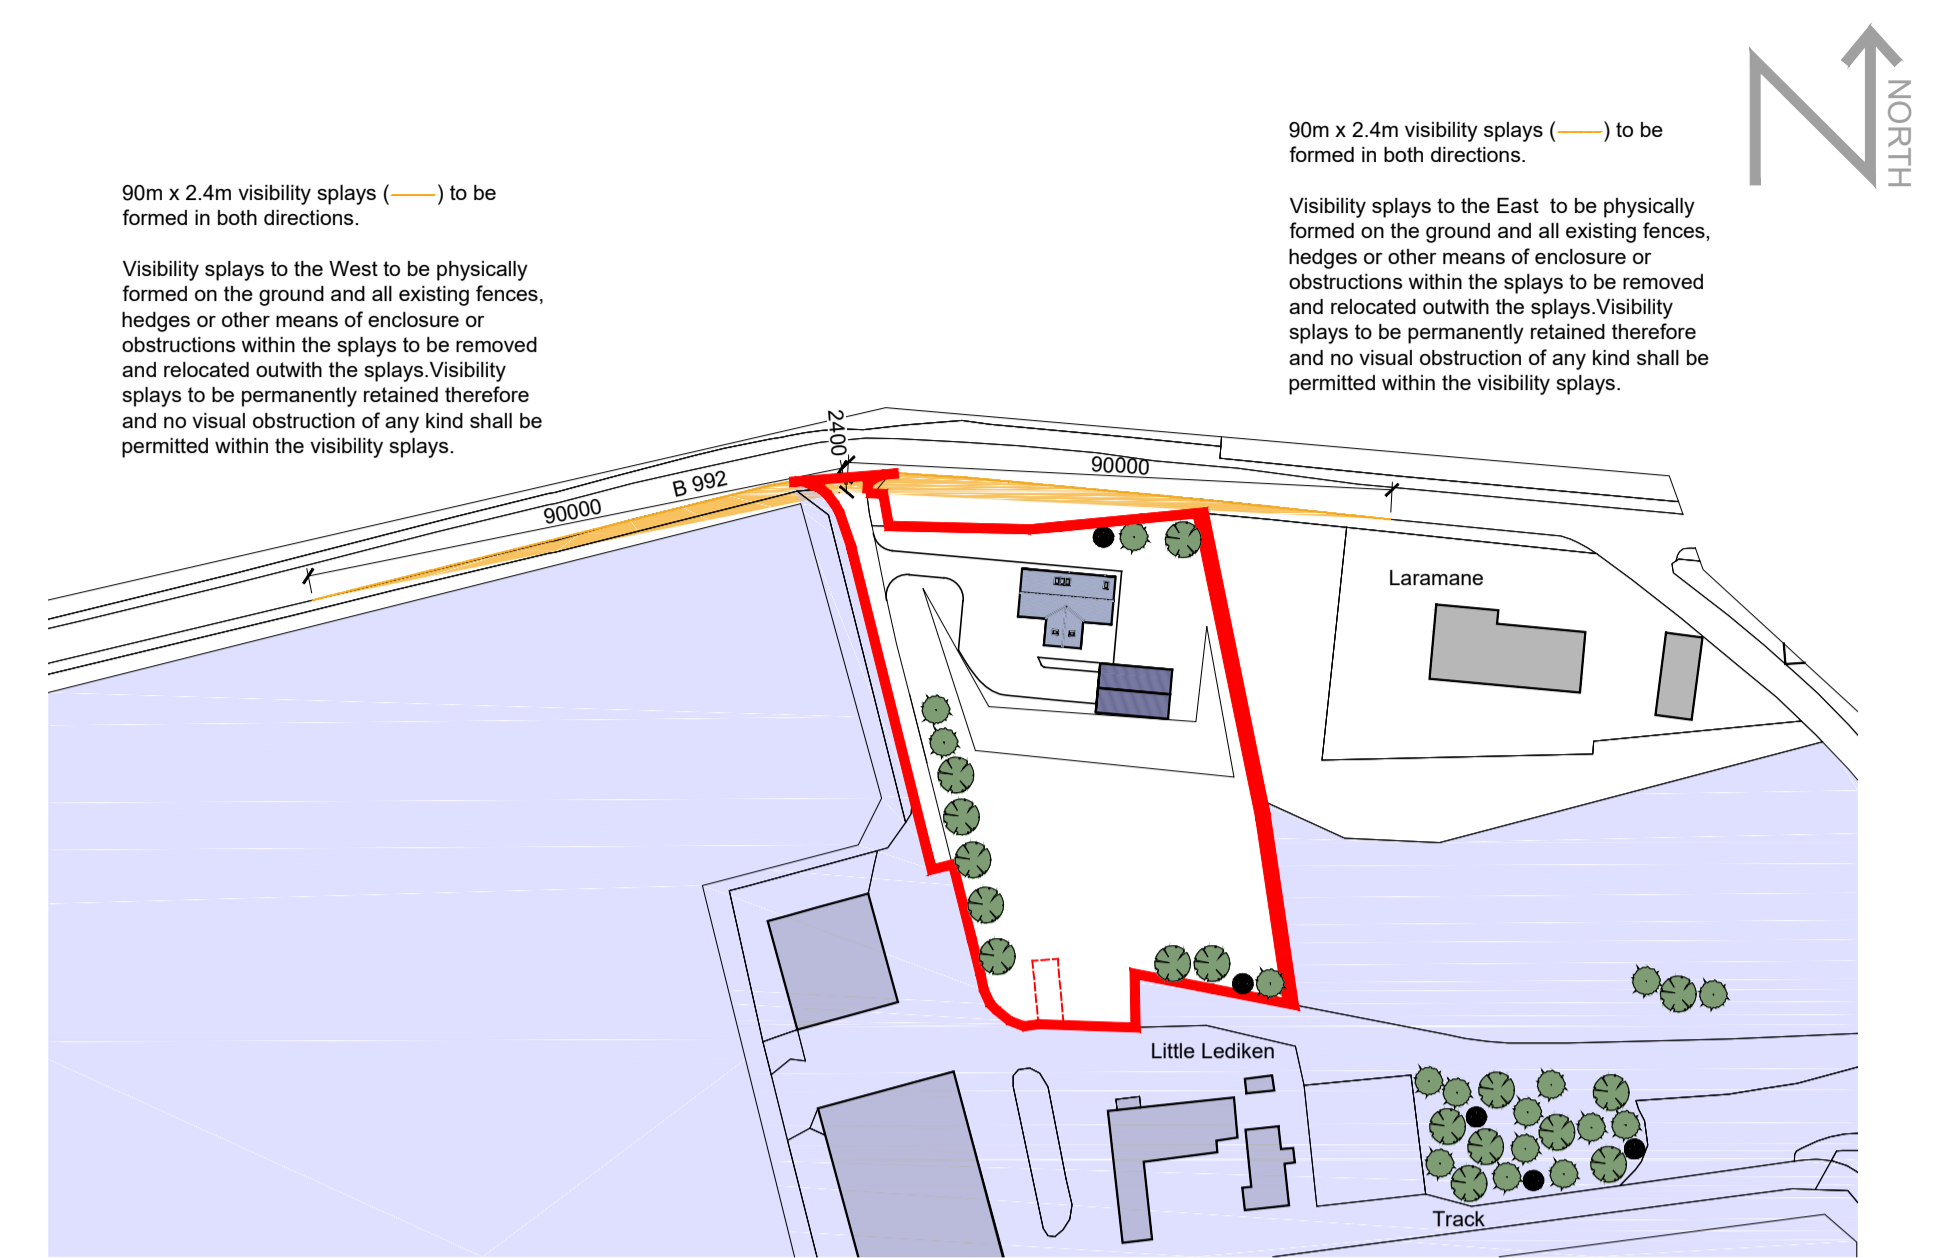 90m x 2.4m visibility splays ( ) to be
formed in both directions.
Visibility splays to the West to be physically
formed on the ground and all existing fences,
hedges or other means of enclosure or
obstructions within the splays to be removed
and relocated outwith the splays.Visibility
splays to be permanently retained therefore
and no visual obstruction of any kind shall be
permitted within the visibility splays.
90m x 2.4m visibility splays ( ) to be
formed in both directions.
Visibility splays to the East to be physically
formed on the ground and all existing fences,
hedges or other means of enclosure or
obstructions within the splays to be removed
and relocated outwith the splays.Visibility
splays to be permanently retained therefore
and no visual obstruction of any kind shall be
permitted within the visibility splays.
N
NORTH
2400
90000
B 992
90000
Laramane
Little Lediken
Track